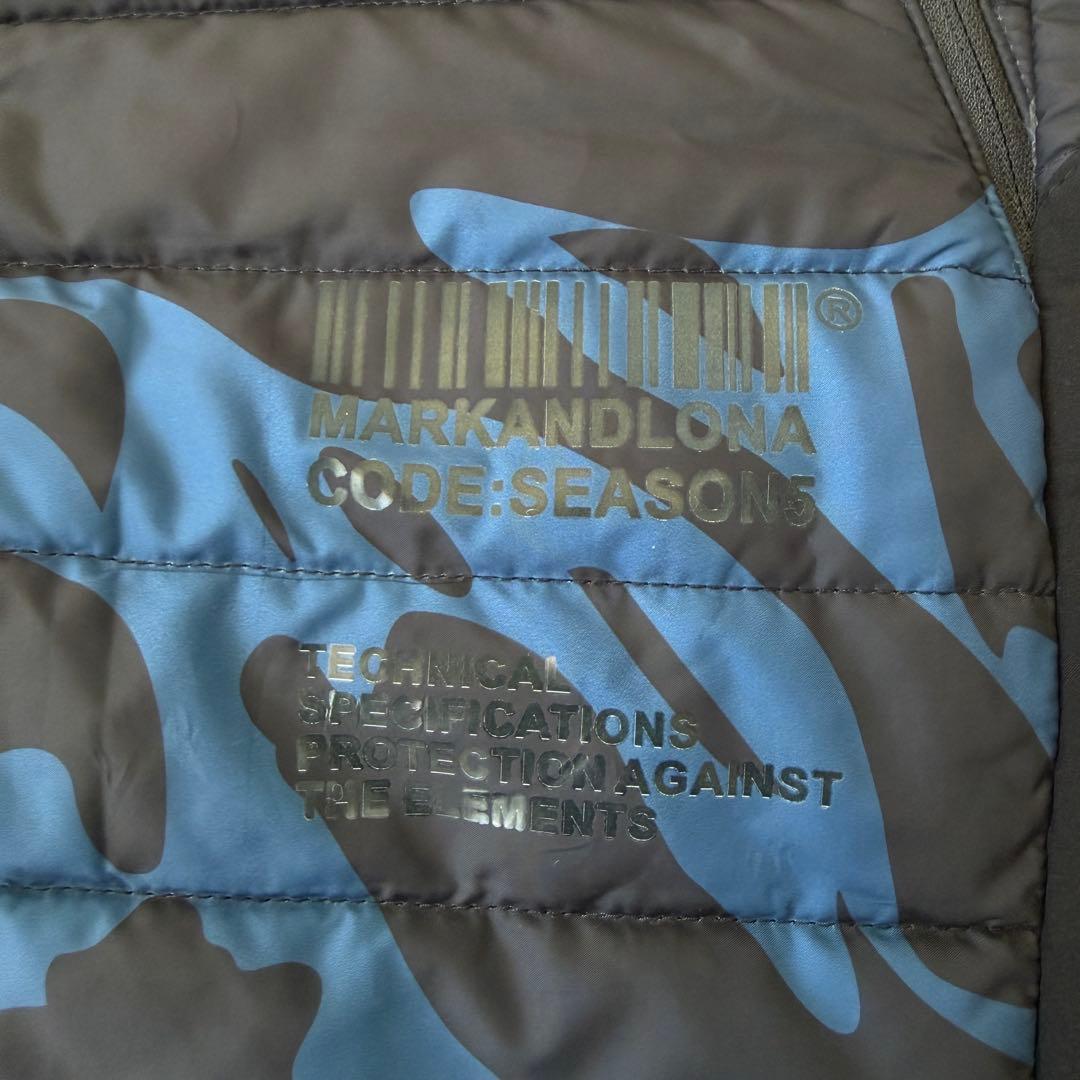 ®
MARKANDLONA
CODE:SEASON5
TECHNICAL
SPECIFICATIONS
PROTECTION AGAINST
THE ELEMENTS